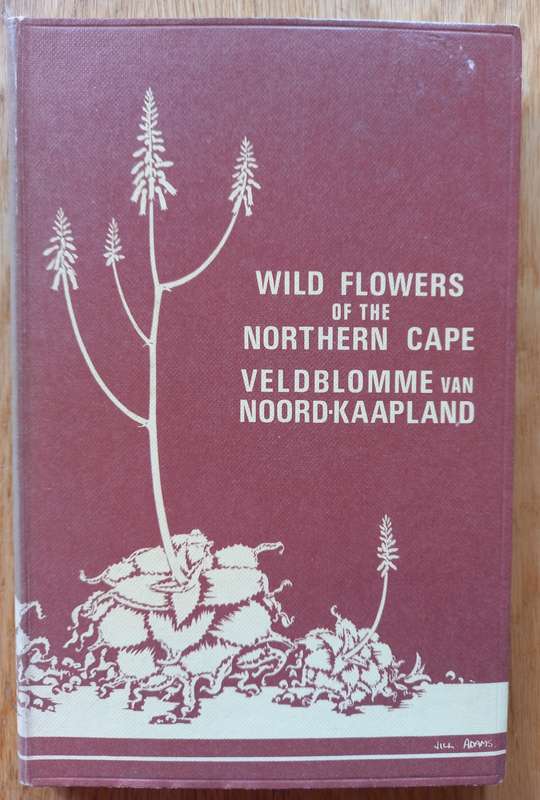 WILD FLOWERS
OF THE
NORTHERN CAPE
VELDBLOMME VAN
NOORD-KAAPLAND
JILL ADAMS